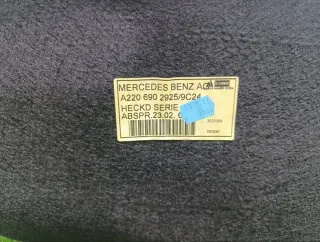 MERCEDES BENZ AG
A220 690 2925/9C24
HECKD SERIE
ABSPR.23.02.